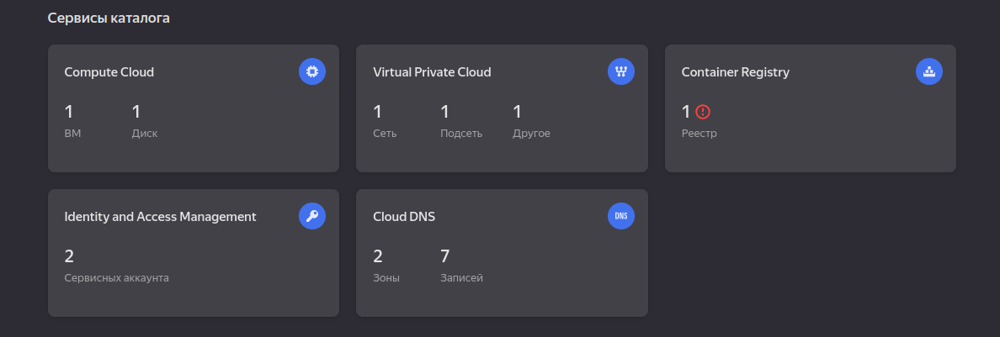 Сервисы каталога
Compute Cloud
1 1
ВМ Диск
Virtual Private Cloud
1 1 1
Сеть Подсеть Другое
Container Registry
1
Реестр
Identity and Access Management
2
Сервисных аккаунта
Cloud DNS
DNS
2 7
Зоны Записей